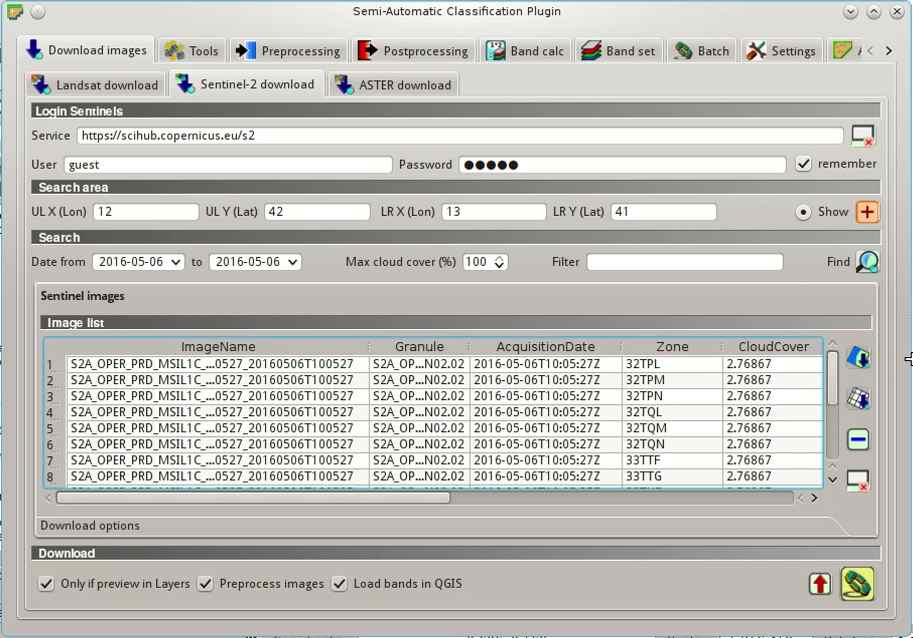 Semi-Automatic Classification Plugin
Download images Tools Preprocessing Postprocessing Band calc Band set Batch Settings
Landsat download Sentinel-2 download ASTER download
Login Sentinels
Service https://scihub.copernicus.eu/s2
User guest Password ●●●●● remember
Search area
UL X (Lon) 12 UL Y (Lat) 42 LR X (Lon) 13 LR Y (Lat) 41 Show
Search
Date from 2016-05-06 to 2016-05-06 Max cloud cover (%) 100 Filter Find
Sentinel images
Image list
ImageName Granule AcquisitionDate Zone CloudCover
1 S2A_OPER_PRD_MSIL1C_...0527_20160506T100527 S2A_OP...N02.02 2016-05-06T10:05:27Z 32TPL 2.76867
2 S2A_OPER_PRD_MSIL1C_...0527_20160506T100527 S2A_OP...N02.02 2016-05-06T10:05:27Z 32TPM 2.76867
3 S2A_OPER_PRD_MSIL1C_...0527_20160506T100527 S2A_OP...N02.02 2016-05-06T10:05:27Z 32TPN 2.76867
4 S2A_OPER_PRD_MSIL1C_...0527_20160506T100527 S2A_OP...N02.02 2016-05-06T10:05:27Z 32TQL 2.76867
5 S2A_OPER_PRD_MSIL1C_...0527_20160506T100527 S2A_OP...N02.02 2016-05-06T10:05:27Z 32TQM 2.76867
6 S2A_OPER_PRD_MSIL1C_...0527_20160506T100527 S2A_OP...N02.02 2016-05-06T10:05:27Z 32TQN 2.76867
7 S2A_OPER_PRD_MSIL1C_...0527_20160506T100527 S2A_OP...N02.02 2016-05-06T10:05:27Z 33TTF 2.76867
8 S2A_OPER_PRD_MSIL1C_...0527_20160506T100527 S2A_OP...N02.02 2016-05-06T10:05:27Z 33TTG 2.76867
Download options
Download
Only if preview in Layers Preprocess images Load bands in QGIS